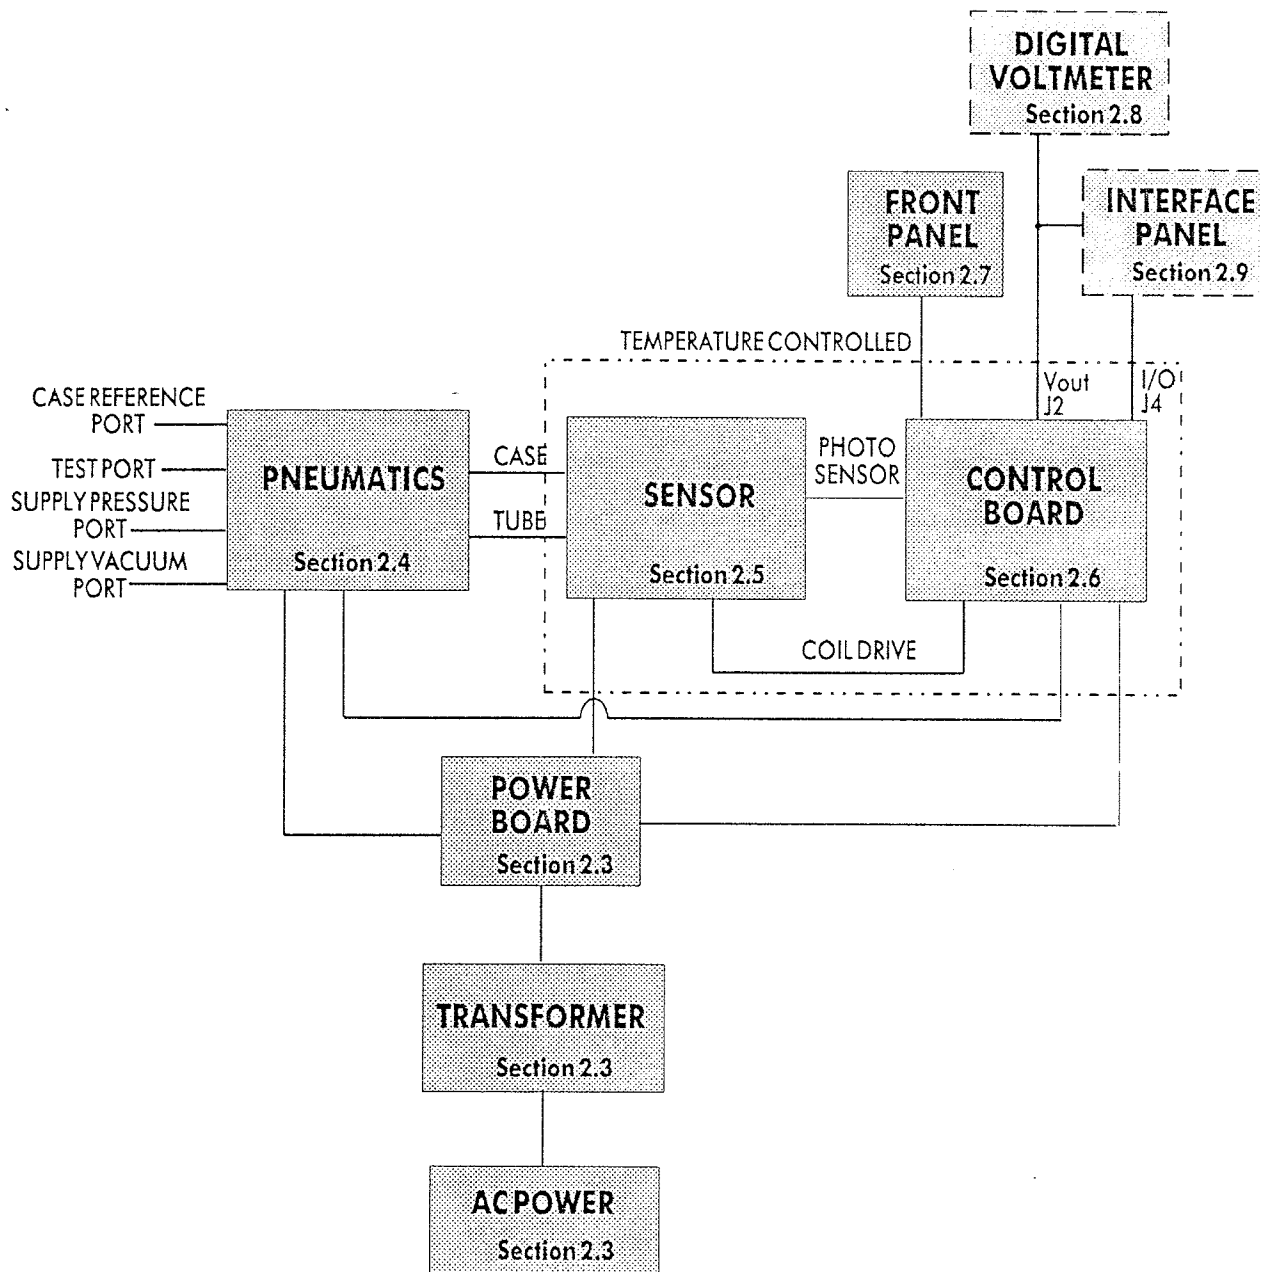 DIGITAL
VOLTMETER
Section 2.8
FRONT
PANEL
Section 2.7
INTERFACE
PANEL
Section 2.9
TEMPERATURE CONTROLLED
Vout
J2
I/O
J4
CASE REFERENCE
PORT
TEST PORT
SUPPLY PRESSURE
PORT
SUPPLY VACUUM
PORT
PNEUMATICS
Section 2.4
CASE
TUBE
SENSOR
Section 2.5
PHOTO
SENSOR
CONTROL
BOARD
Section 2.6
COIL DRIVE
POWER
BOARD
Section 2.3
TRANSFORMER
Section 2.3
AC POWER
Section 2.3